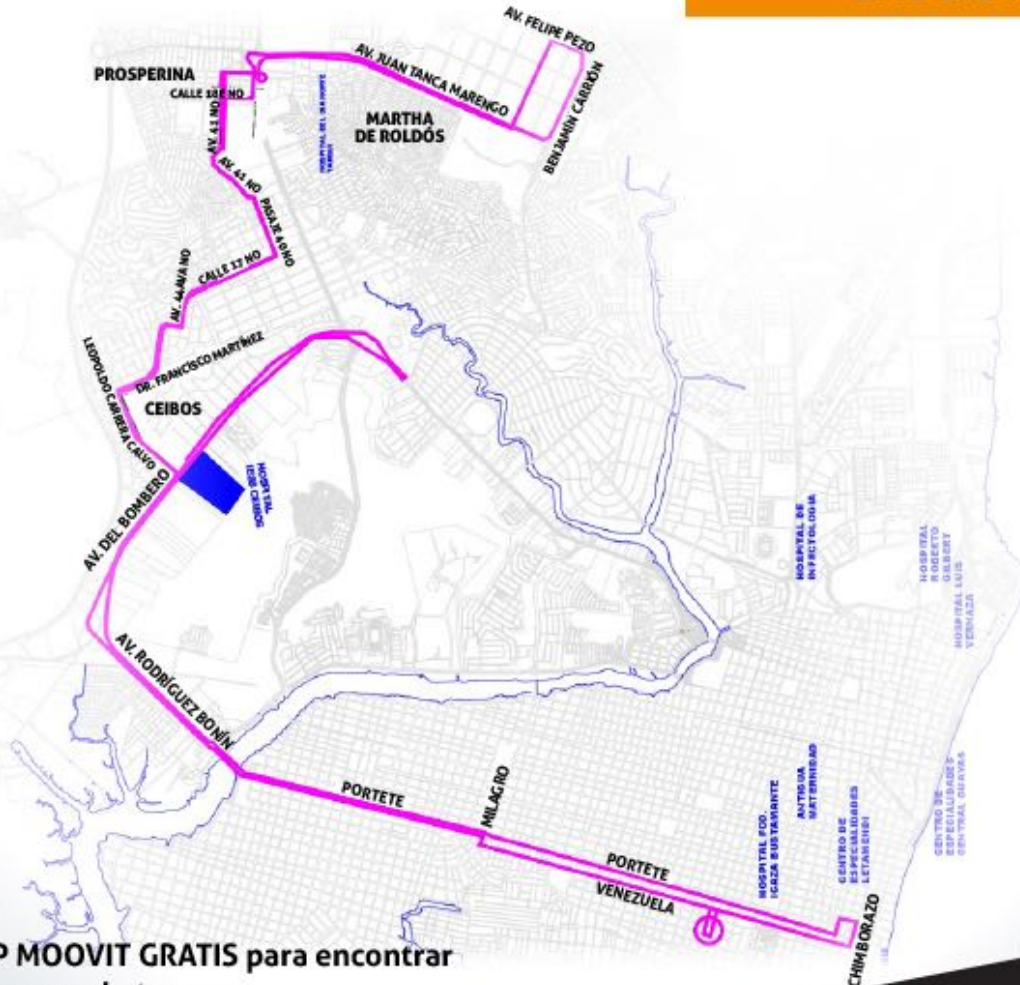 AV. FELIPE PEZO
AV. JUAN TANCA MARENGO
BENJAMÍN CARRIÓN
PROSPERINA
CALLE 18E NO
AV. 41 NO
MARTHA
DE ROLDÓS
AV. 41 NO
PASAJE 40 NO
CALLE 17 NO
AV. 44AVA NO
DR. FRANCISCO MARTÍNEZ
LEOPOLDO CARRERA CALVO
CEIBOS
HOSPITAL
IESS CEIBOS
AV. DEL BOMBERO
AV. RODRÍGUEZ BONÍN
HOSPITAL DE
INFECTOLOGIA
HOSPITAL
ROBERTO
GILBERT
HOSPITAL LUIS
VERNAZA
PORTETE
MILAGRO
PORTETE
VENEZUELA
HOSPITAL FCO.
ICAZA BUSTAMANTE
ANTIGUA
MATERNIDAD
CENTRO DE
ESPECIALIDADES
LETAMENDI
CENTRO DE
ESPECIALIDADES
CENTRAL GUAYAS
CHIMBORAZO
P MOOVIT GRATIS para encontrar